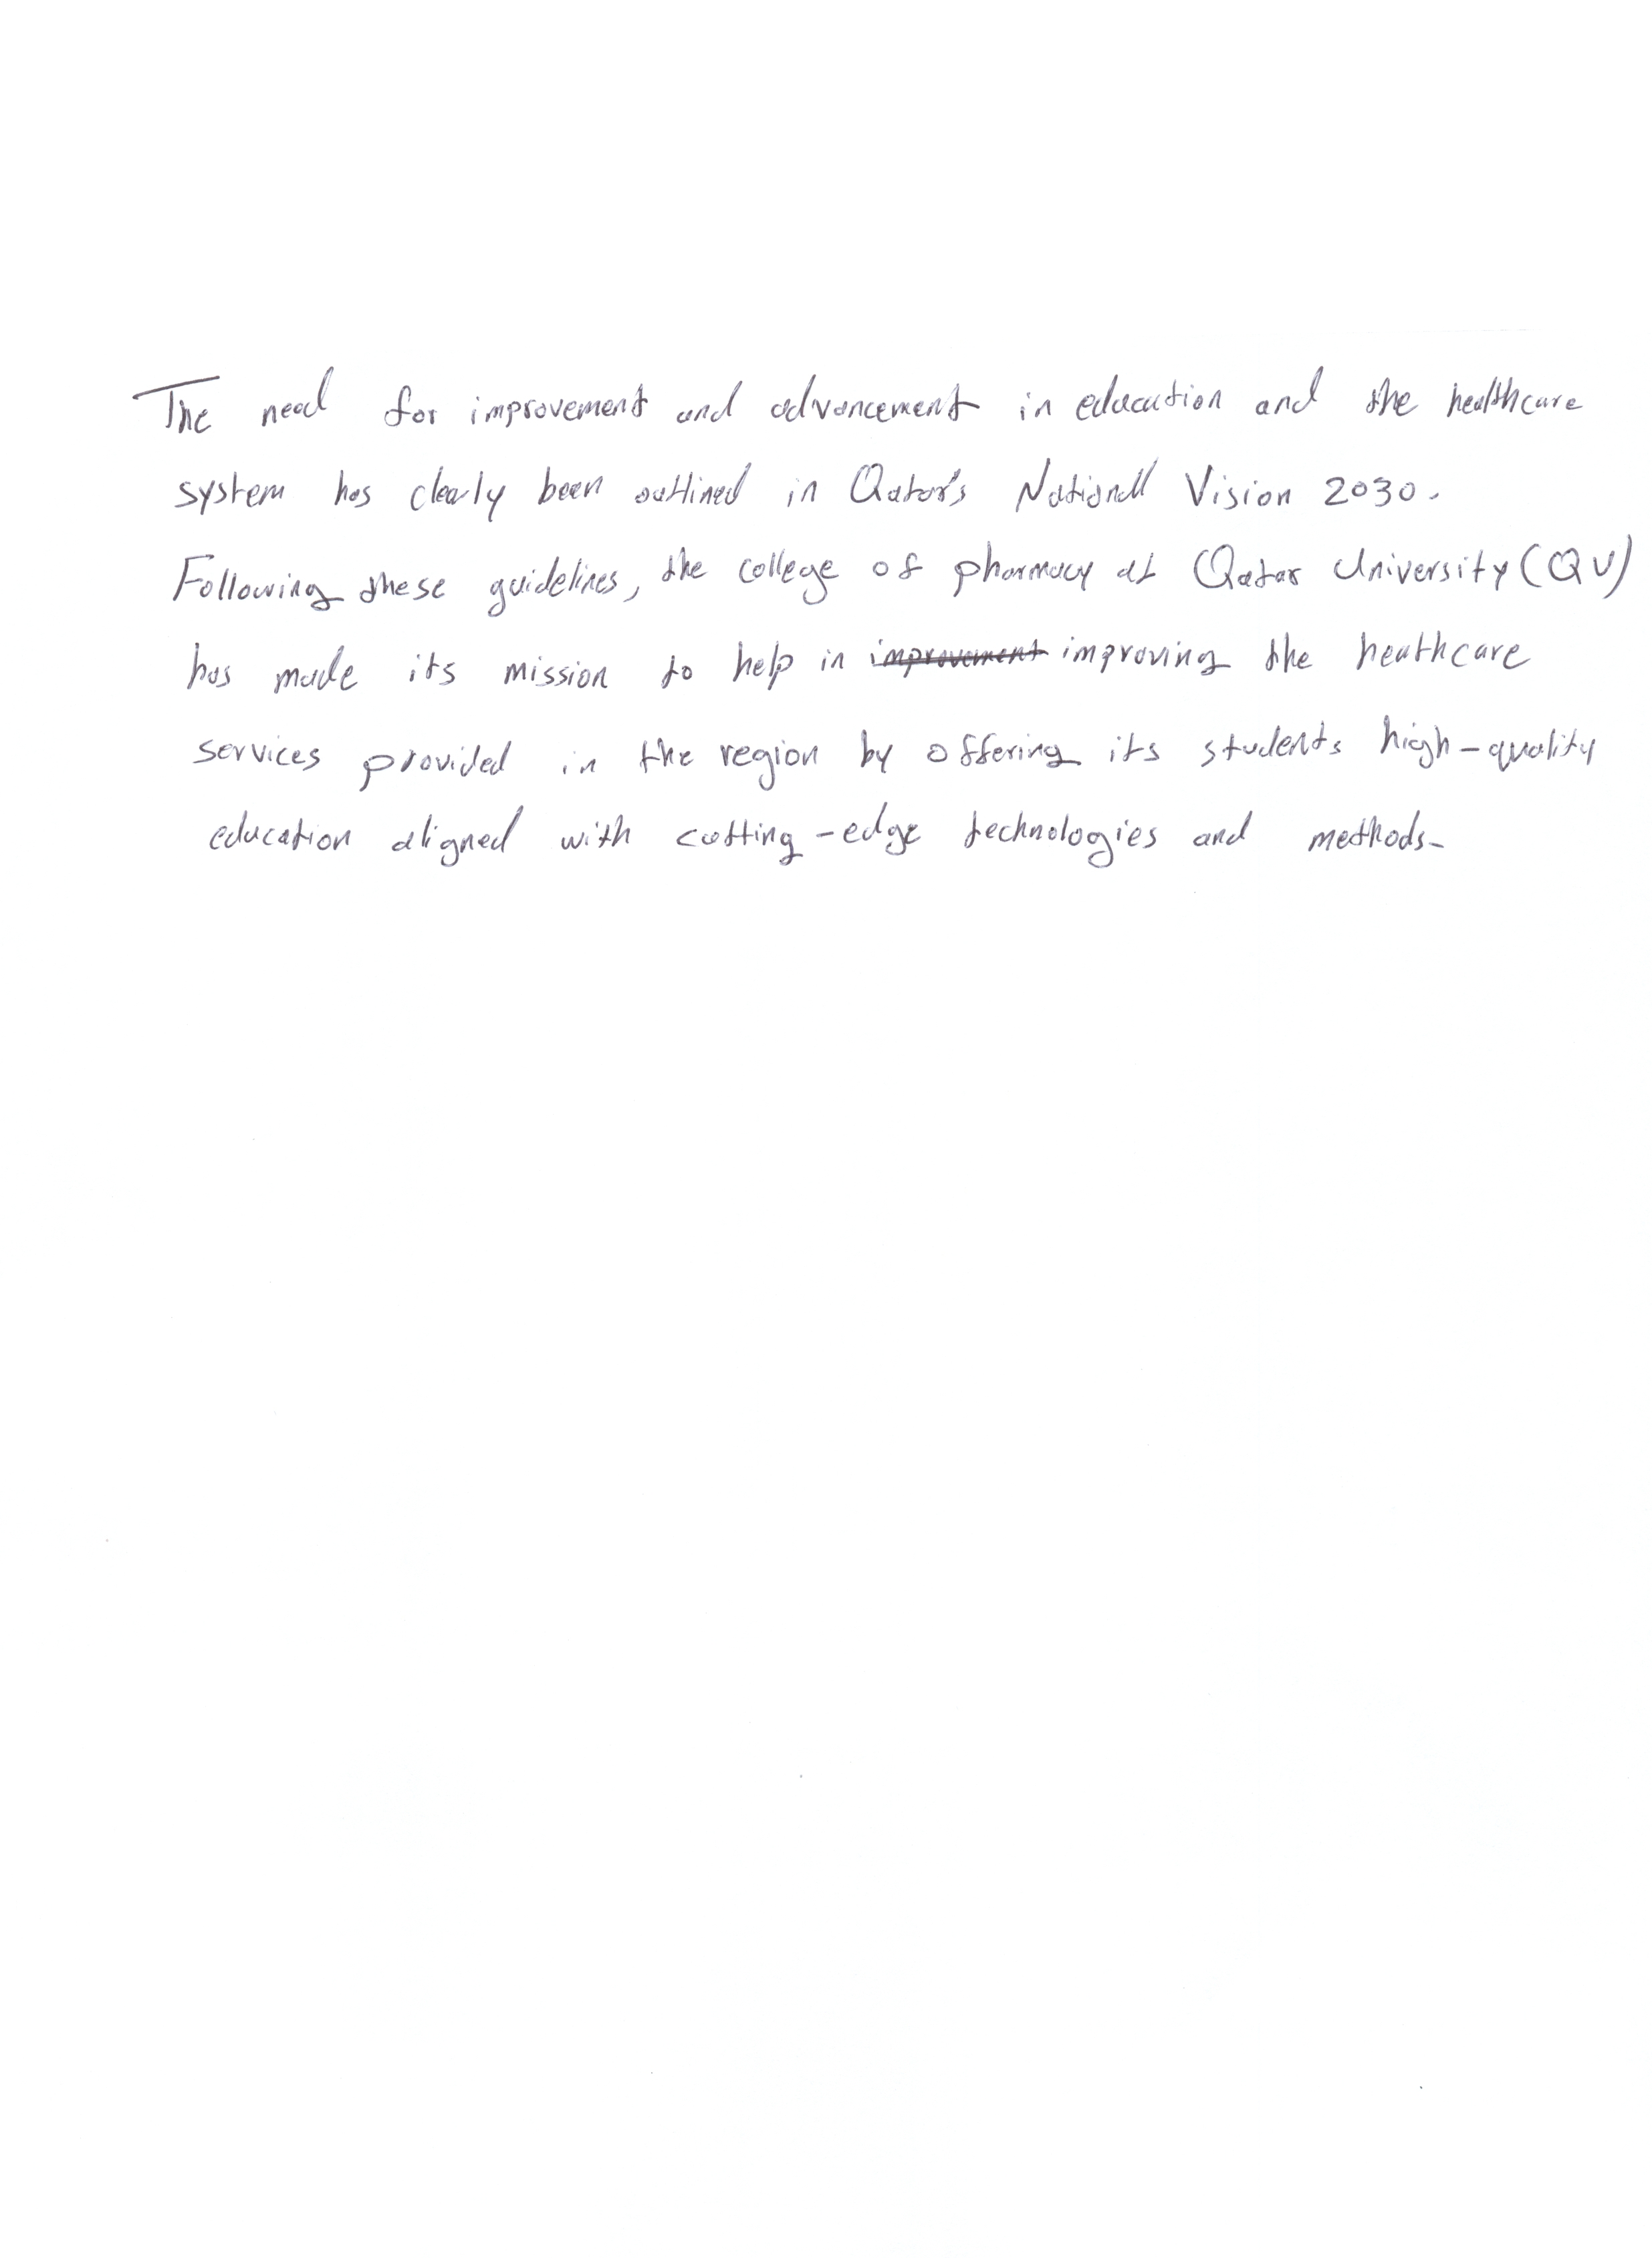 The need for improvement and advancement in education and the healthcare
system has clearly been outlined in Qatar's National Vision 2030.
Following these guidelines, the college of pharmacy at Qatar University (QU)
has made its mission to help in ~~improvement~~ improving the healthcare
services provided in the region by offering its students high-quality
education aligned with cutting-edge technologies and methods.